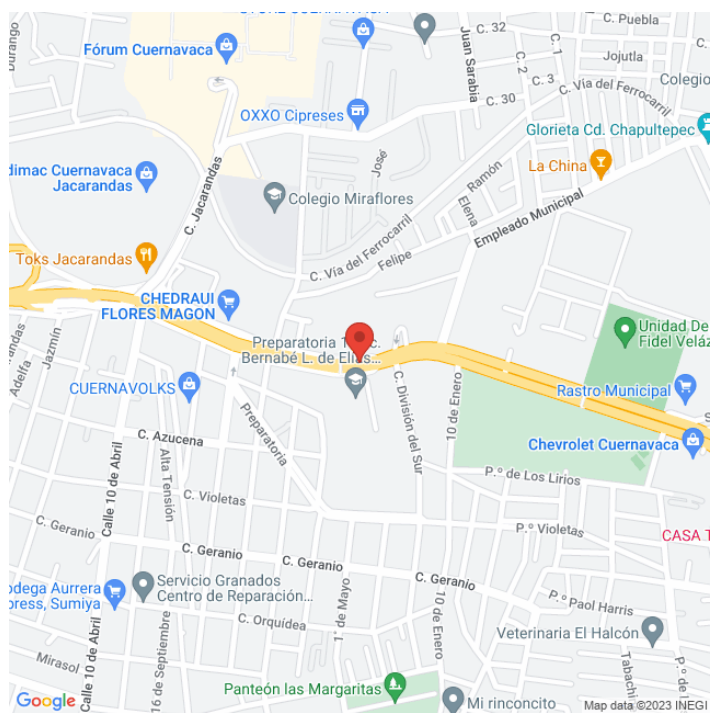 STORE CUERNAVACA
C. 32
C. Puebla
Durango
Fórum Cuernavaca
Juan Sarabia
C. 2
C. 1
Jojutla
C. 3
Colegio
C. 30
C. Vía del Ferrocarril
OXXO Cipreses
Glorieta Cd. Chapultepec
José
dimac Cuernavaca
Jacarandas
La China
Ramón
C. Jacarandas
Colegio Miraflores
Elena
Empleado Municipal
Toks Jacarandas
Felipe
C. Vía del Ferrocarril
CHEDRAUI
FLORES MAGON
Unidad De
Fidel Veláz
Jazmín
Adelfa
Preparatoria T
c.
Bernabé L. de Elías...
CUERNAVOLKS
Rastro Municipal
C. División del Sur
10 de Enero
Preparatoria
Chevrolet Cuernavaca
C. Azucena
P.º de Los Lirios
Calle 10 de Abril
Alta Tensión
C. Violetas
P.º Violetas
C. Geranio
CASA T
C. Geranio
C. Geranio
odega Aurrera
press, Sumiya
Servicio Granados
Centro de Reparación...
1° de Mayo
10 de Enero
P.º Paol Harris
C. Orquídea
Veterinaria El Halcón
Calle 10 de Abril
16 de Septiembre
Mirasol
Tabachi
P.º de l
Panteón las Margaritas
Mi rinconcito
Google
Map data ©2023 INEGI